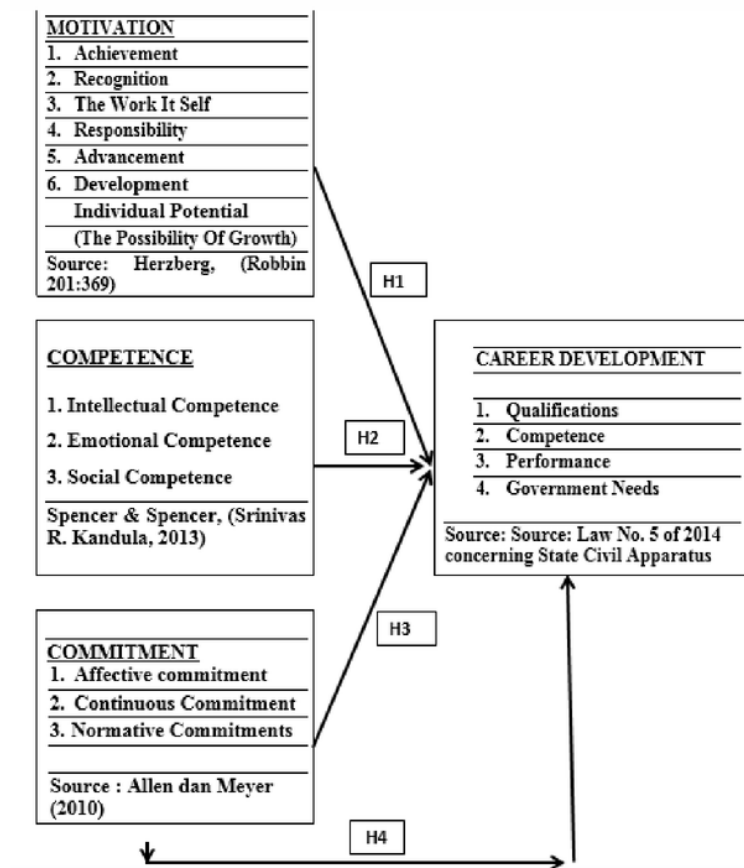 MOTIVATION
1. Achievement
2. Recognition
3. The Work It Self
4. Responsibility
5. Advancement
6. Development
Individual Potential
(The Possibility Of Growth)
Source: Herzberg, (Robbin
201:369)
H1
COMPETENCE
1. Intellectual Competence
2. Emotional Competence
3. Social Competence
Spencer & Spencer, (Srinivas
R. Kandula, 2013)
H2
CAREER DEVELOPMENT
1. Qualifications
2. Competence
3. Performance
4. Government Needs
Source: Source: Law No. 5 of 2014
concerning State Civil Apparatus
H3
COMMITMENT
1. Affective commitment
2. Continuous Commitment
3. Normative Commitments
Source : Allen dan Meyer
(2010)
H4